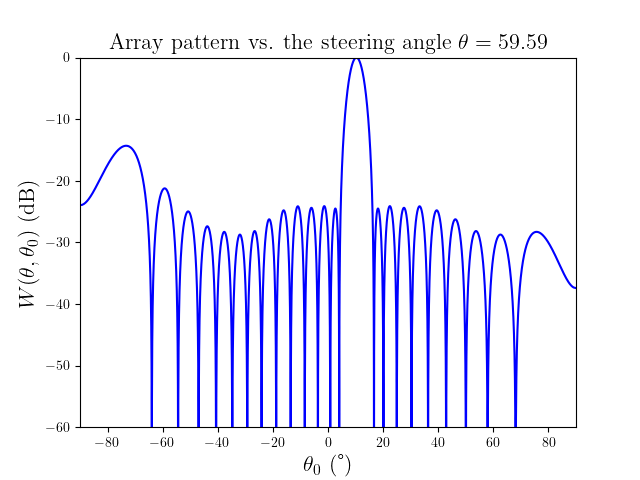 Array pattern vs. the steering angle θ = 59.59
W(θ, θ₀) (dB)
0
−10
−20
−30
−40
−50
−60
−80 −60 −40 −20 0 20 40 60 80
θ₀ (°)